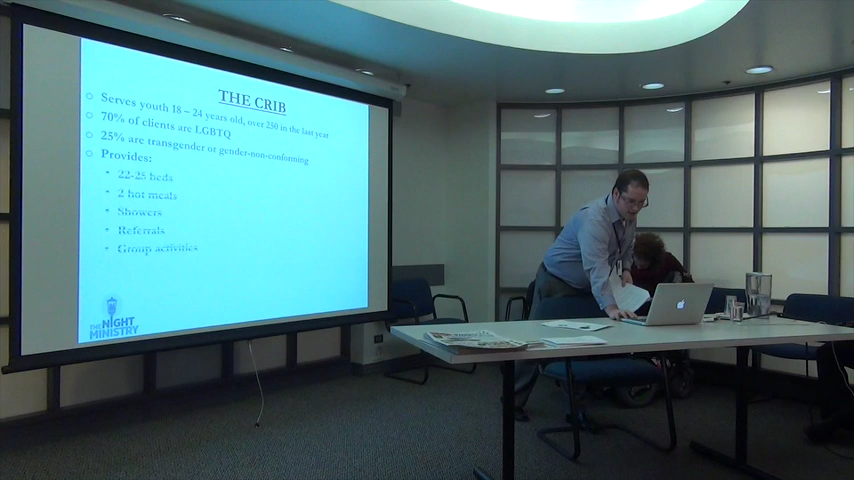 THE CRIB
Serves youth 18 – 24 years old, over 250 in the last year
70% of clients are LGBTQ
25% are transgender or gender-non-conforming
Provides:
22-25 beds
2 hot meals
Showers
Referrals
Group activities
THE
NIGHT
MINISTRY